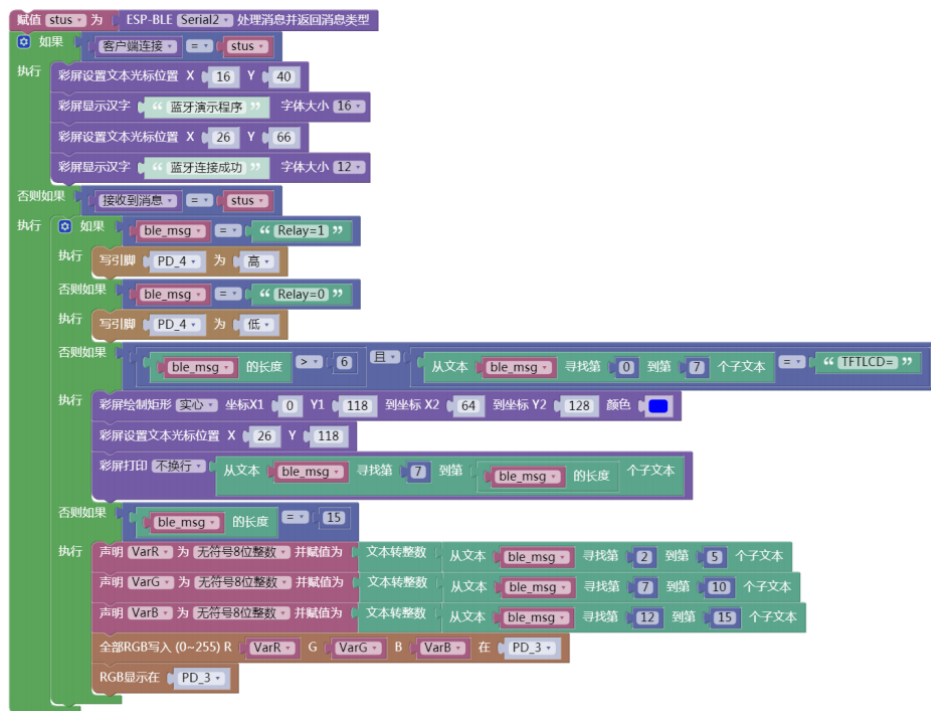 赋值 stus 为 ESP-BLE Serial2 处理消息并返回消息类型
如果 客户端连接 = stus
执行 彩屏设置文本光标位置 X 16 Y 40
彩屏显示汉字 “ 蓝牙演示程序 ” 字体大小 16
彩屏设置文本光标位置 X 26 Y 66
彩屏显示汉字 “ 蓝牙连接成功 ” 字体大小 12
否则如果 接收到消息 = stus
执行 如果 ble_msg = “ Relay=1 ”
执行 写引脚 PD_4 为 高
否则如果 ble_msg = “ Relay=0 ”
执行 写引脚 PD_4 为 低
否则如果 ble_msg 的长度 > 6 且 从文本 ble_msg 寻找第 0 到第 7 个子文本 = “ TFTLCD= ”
执行 彩屏绘制矩形 实心 坐标X1 0 Y1 118 到坐标 X2 64 到坐标 Y2 128 颜色
彩屏设置文本光标位置 X 26 Y 118
彩屏打印 不换行 从文本 ble_msg 寻找第 7 到第 ble_msg 的长度 个子文本
否则如果 ble_msg 的长度 = 15
执行 声明 VarR 为 无符号8位整数 并赋值为 文本转整数 从文本 ble_msg 寻找第 2 到第 5 个子文本
声明 VarG 为 无符号8位整数 并赋值为 文本转整数 从文本 ble_msg 寻找第 7 到第 10 个子文本
声明 VarB 为 无符号8位整数 并赋值为 文本转整数 从文本 ble_msg 寻找第 12 到第 15 个子文本
全部RGB写入 (0~255) R VarR G VarG B VarB 在 PD_3
RGB显示在 PD_3